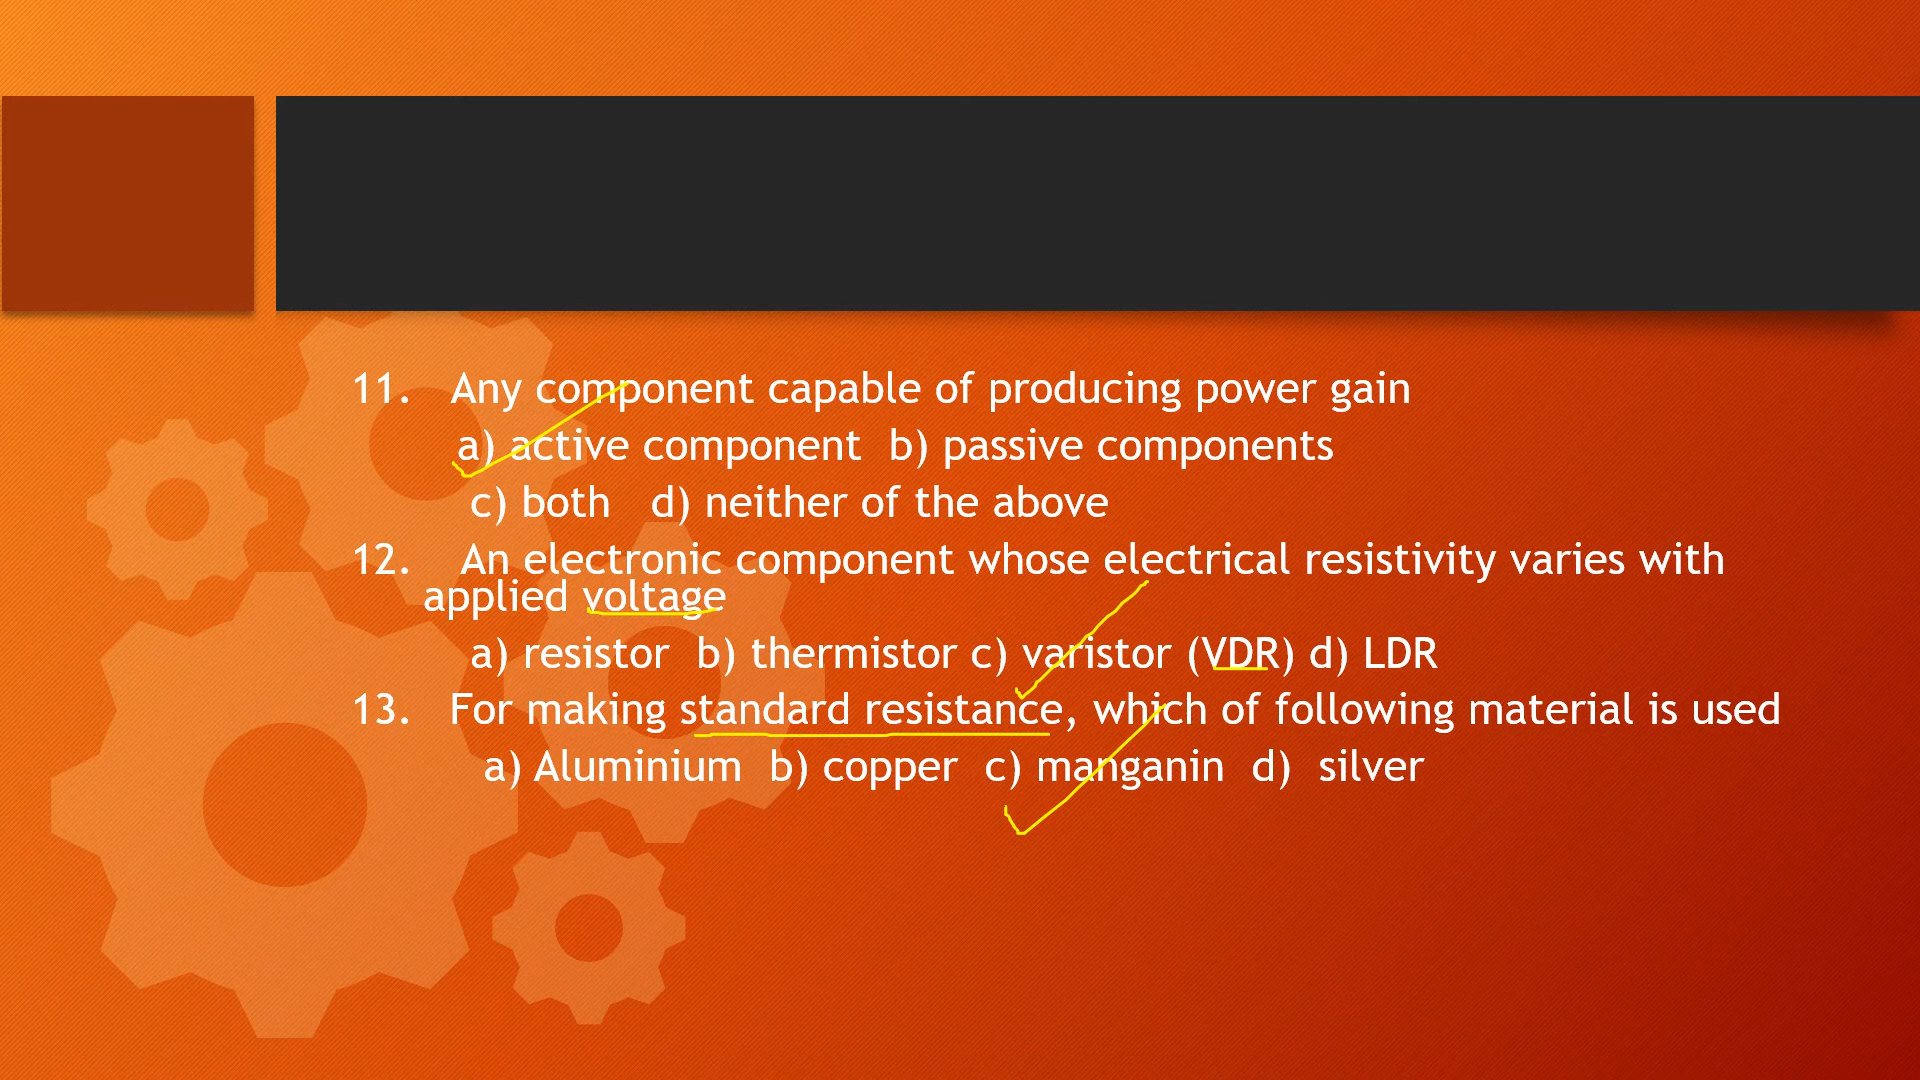 11. Any component capable of producing power gain
a) active component b) passive components
c) both d) neither of the above
12. An electronic component whose electrical resistivity varies with
applied voltage
a) resistor b) thermistor c) varistor (VDR) d) LDR
13. For making standard resistance, which of following material is used
a) Aluminium b) copper c) manganin d) silver